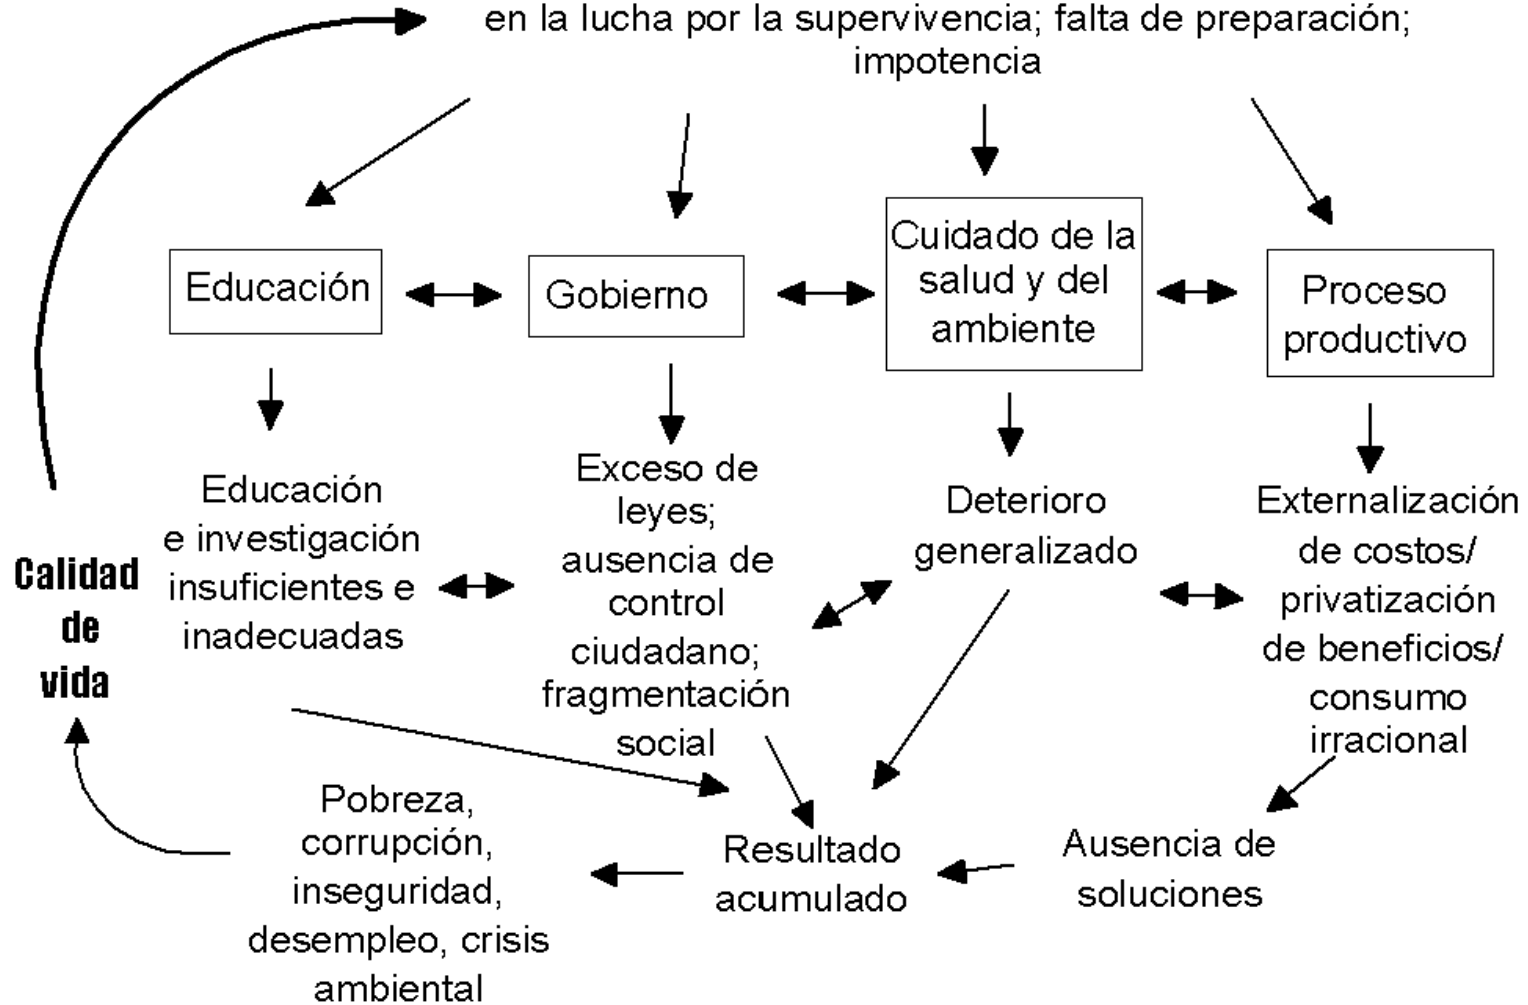 en la lucha por la supervivencia; falta de preparación;
impotencia
Educación
Gobierno
Cuidado de la
salud y del
ambiente
Proceso
productivo
Calidad
de
vida
Educación
e investigación
insuficientes e
inadecuadas
Exceso de
leyes;
ausencia de
control
ciudadano;
fragmentación
social
Deterioro
generalizado
Externalización
de costos/
privatización
de beneficios/
consumo
irracional
Pobreza,
corrupción,
inseguridad,
desempleo, crisis
ambiental
Resultado
acumulado
Ausencia de
soluciones